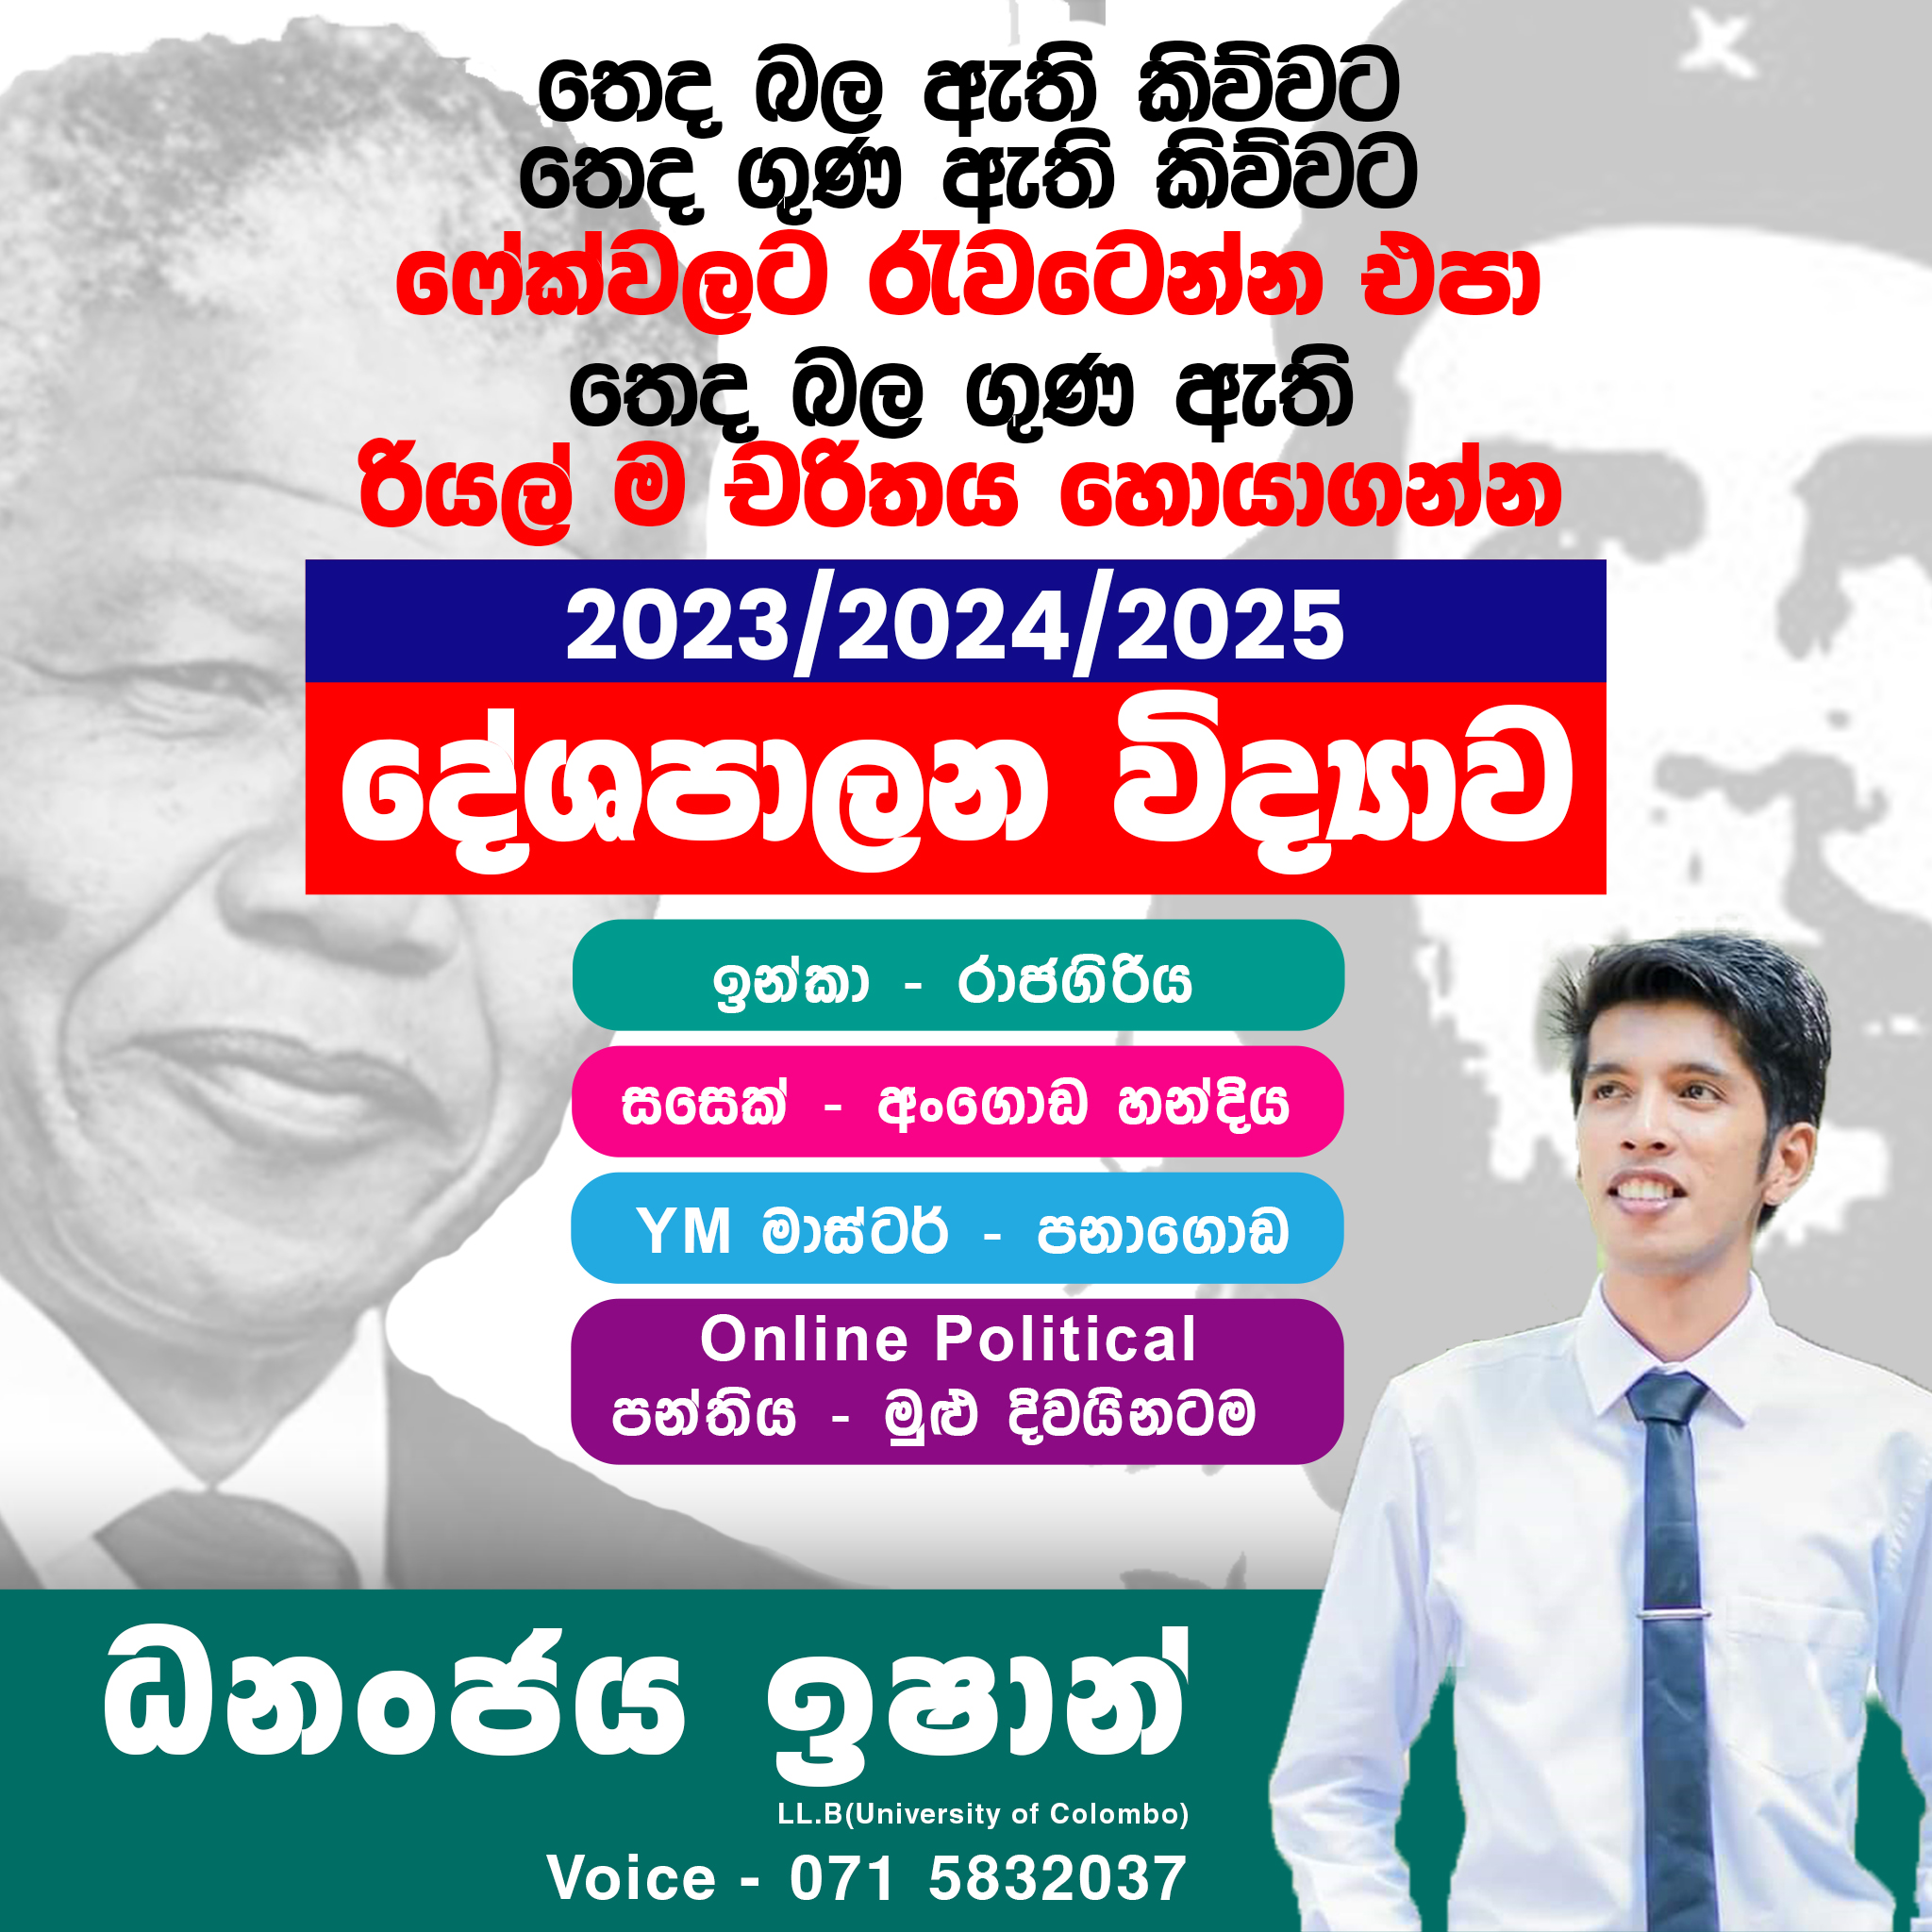 තෙද බල ඇති කිව්වට
තෙද ගුණ ඇති කිව්වට
ෆේක්වලට රැවටෙන්න එපා
තෙද බල ගුණ ඇති
රියල් ම චරිතය හොයාගන්න
2023/2024/2025
දේශපාලන විද්‍යාව
ඉන්කා - රාජගිරිය
සසෙක් - අංගොඩ හන්දිය
YM මාස්ටර් - පනාගොඩ
Online Political
පන්තිය - මුළු දිවයිනටම
ධනංජය ඉෂාන්
LL.B(University of Colombo)
Voice - 071 5832037